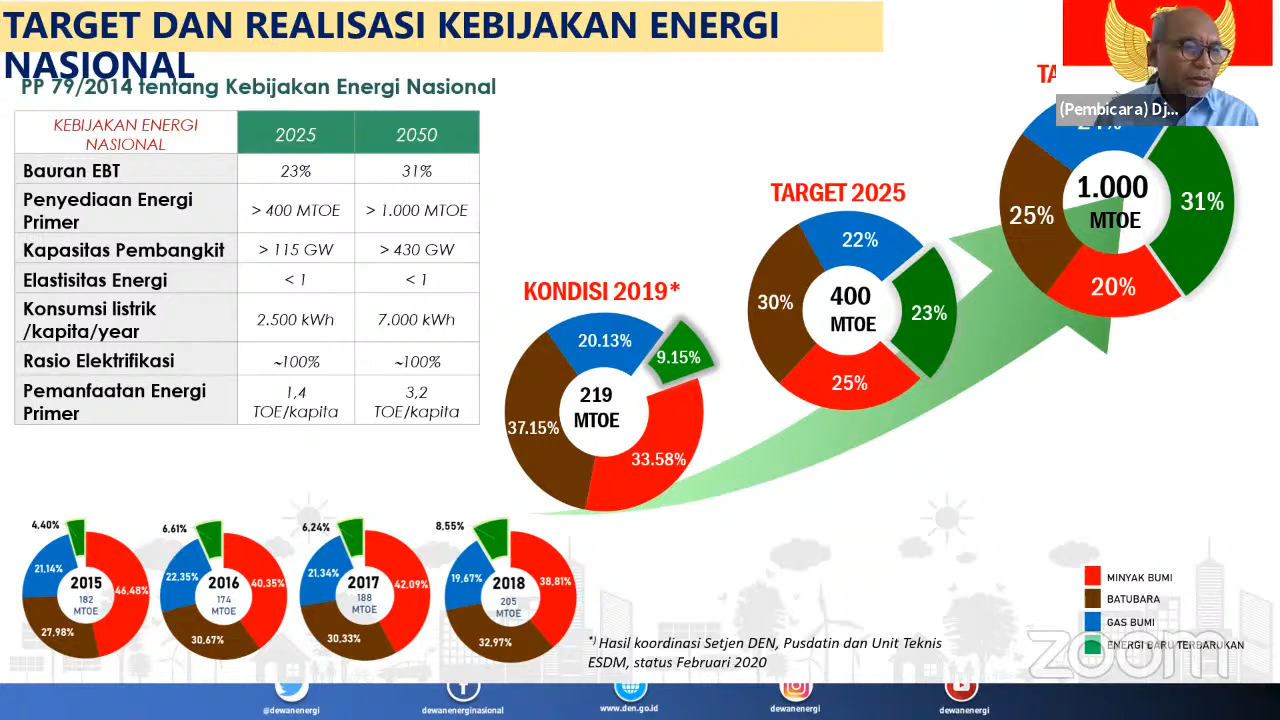 TARGET DAN REALISASI KEBIJAKAN ENERGI
NASIONAL
PP 79/2014 tentang Kebijakan Energi Nasional
KEBIJAKAN ENERGI
NASIONAL
2025
2050
Bauran EBT
23%
31%
Penyediaan Energi
Primer
> 400 MTOE
> 1.000 MTOE
Kapasitas Pembangkit
> 115 GW
> 430 GW
Elastisitas Energi
< 1
< 1
Konsumsi listrik
/kapita/year
2.500 kWh
7.000 kWh
Rasio Elektrifikasi
~100%
~100%
Pemanfaatan Energi
Primer
1,4
TOE/kapita
3,2
TOE/kapita
KONDISI 2019*
20.13%
9.15%
219
MTOE
37.15%
33.58%
TARGET 2025
22%
30%
400
MTOE
23%
25%
(Pembicara) Dj...
25%
1.000
MTOE
31%
20%
4.40%
21,14%
2015
182
MTOE
46,48%
27,98%
6,61%
22,35%
2016
174
MTOE
40,35%
30,67%
6,24%
21,34%
2017
188
MTOE
42,09%
30,33%
8,55%
19,67%
2018
205
MTOE
38,81%
32,97%
*) Hasil koordinasi Setjen DEN, Pusdatin dan Unit Teknis
ESDM, status Februari 2020
MINYAK BUMI
BATUBARA
GAS BUMI
ENERGI BARU TERBARUKAN
zoom
@dewanenergi
dewanenerginasional
www.den.go.id
dewanenergi
dewanenergi